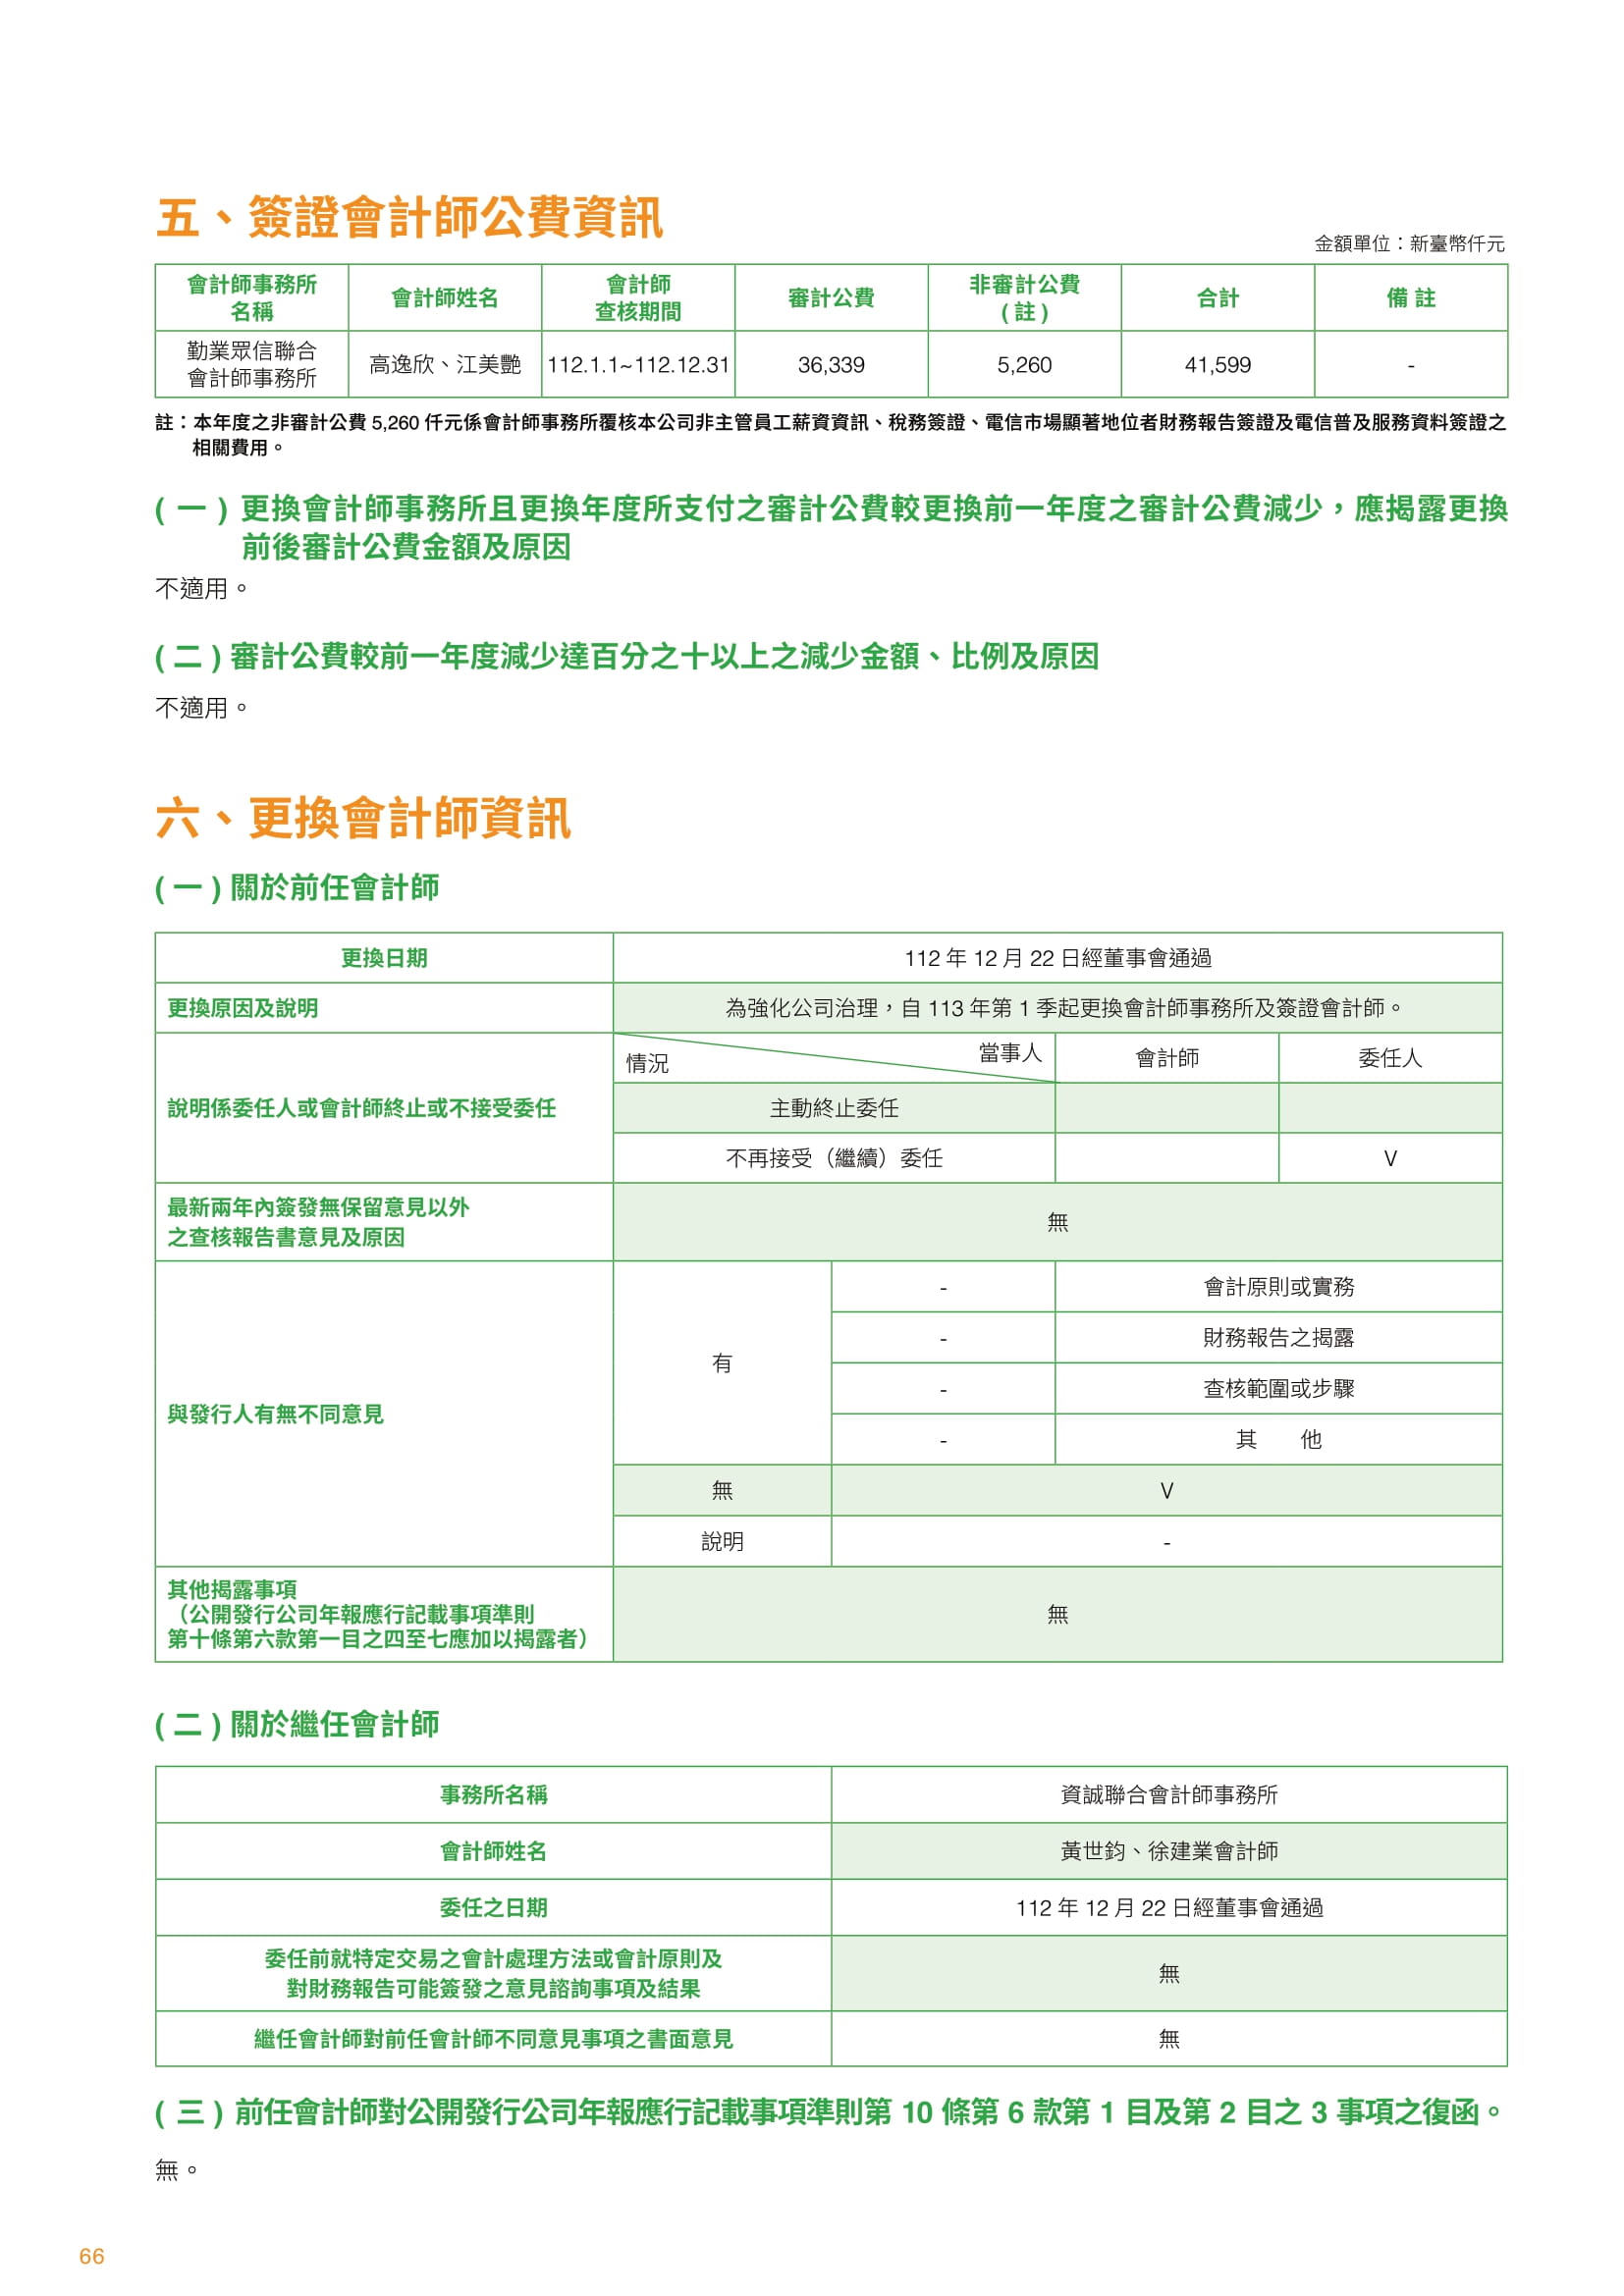 五、簽證會計師公費資訊
金額單位：新臺幣仟元
會計師事務所
名稱
會計師姓名
會計師
查核期間
審計公費
非審計公費
(註)
合計
備 註
勤業眾信聯合
會計師事務所
高逸欣、江美艷
112.1.1~112.12.31
36,339
5,260
41,599
-
註：本年度之非審計公費 5,260 仟元係會計師事務所覆核本公司非主管員工薪資資訊、稅務簽證、電信市場顯著地位者財務報告簽證及電信普及服務資料簽證之
相關費用。
(一) 更換會計師事務所且更換年度所支付之審計公費較更換前一年度之審計公費減少，應揭露更換
前後審計公費金額及原因
不適用。
(二) 審計公費較前一年度減少達百分之十以上之減少金額、比例及原因
不適用。
六、更換會計師資訊
(一) 關於前任會計師
更換日期
112 年 12 月 22 日經董事會通過
更換原因及說明
為強化公司治理，自 113 年第 1 季起更換會計師事務所及簽證會計師。
說明係委任人或會計師終止或不接受委任
情況
當事人
會計師
委任人
主動終止委任
不再接受（繼續）委任
V
最新兩年內簽發無保留意見以外
之查核報告書意見及原因
無
與發行人有無不同意見
有
-
會計原則或實務
-
財務報告之揭露
-
查核範圍或步驟
-
其　　他
無
V
說明
-
其他揭露事項
（公開發行公司年報應行記載事項準則
第十條第六款第一目之四至七應加以揭露者）
無
(二) 關於繼任會計師
事務所名稱
資誠聯合會計師事務所
會計師姓名
黃世鈞、徐建業會計師
委任之日期
112 年 12 月 22 日經董事會通過
委任前就特定交易之會計處理方法或會計原則及
對財務報告可能簽發之意見諮詢事項及結果
無
繼任會計師對前任會計師不同意見事項之書面意見
無
(三) 前任會計師對公開發行公司年報應行記載事項準則第 10 條第 6 款第 1 目及第 2 目之 3 事項之復函。
無。
66